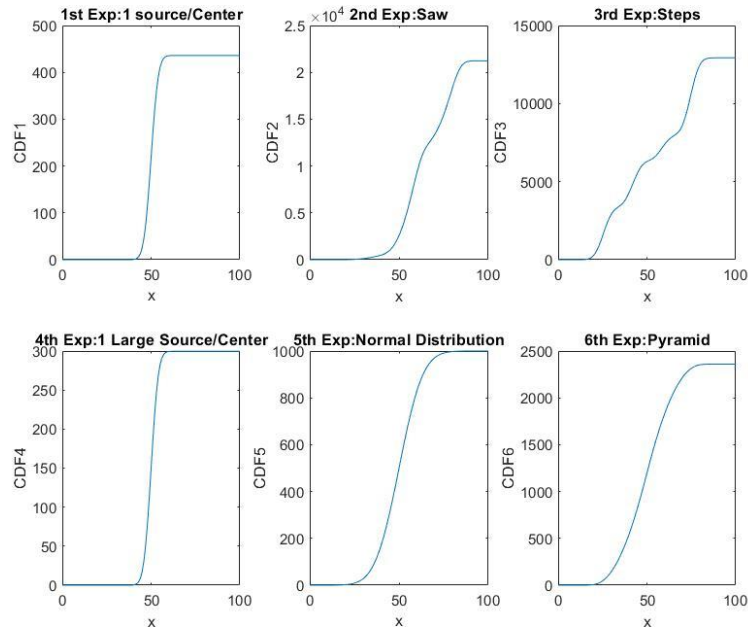 1st Exp:1 source/Center
500
400
300
200
100
0
CDF1
0 50 100
x
×10⁴ 2nd Exp:Saw
2.5
2
1.5
1
0.5
0
CDF2
0 50 100
x
3rd Exp:Steps
15000
10000
5000
0
CDF3
0 50 100
x
4th Exp:1 Large Source/Center
300
250
200
150
100
50
0
CDF4
0 50 100
x
5th Exp:Normal Distribution
1000
800
600
400
200
0
CDF5
0 50 100
x
6th Exp:Pyramid
2500
2000
1500
1000
500
0
CDF6
0 50 100
x